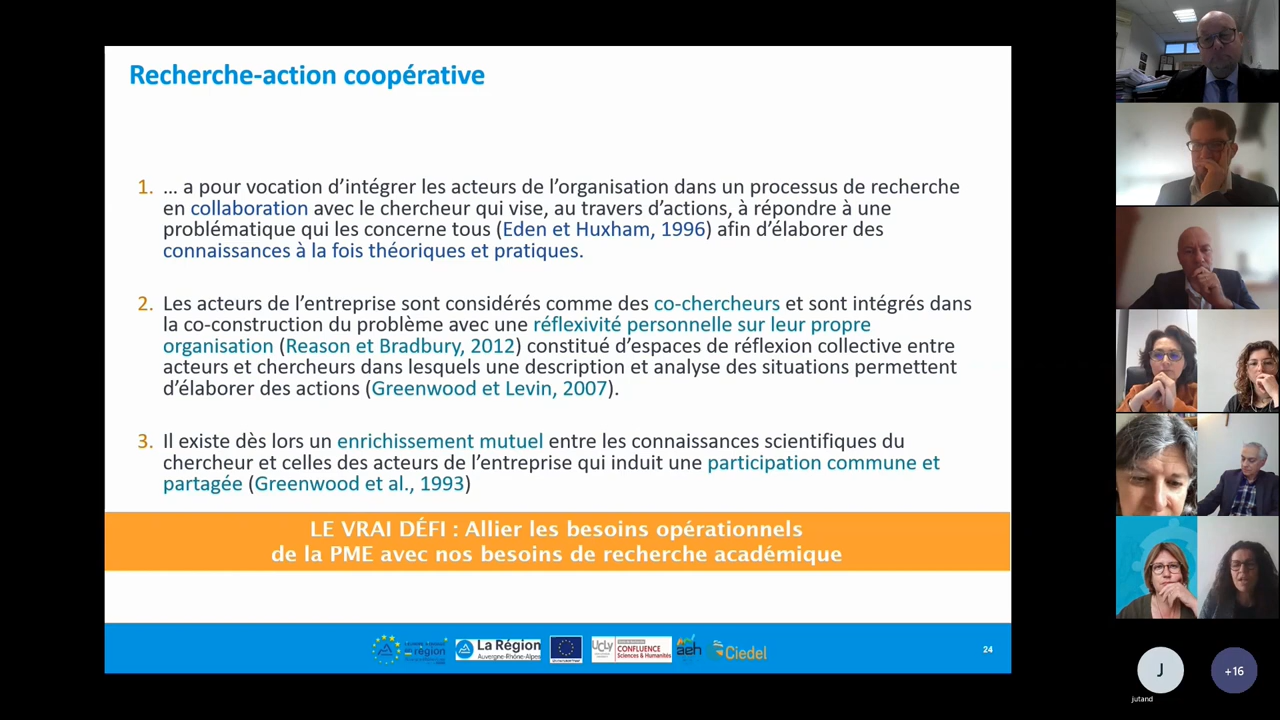 Recherche-action coopérative
1. ... a pour vocation d'intégrer les acteurs de l'organisation dans un processus de recherche
en collaboration avec le chercheur qui vise, au travers d'actions, à répondre à une
problématique qui les concerne tous (Eden et Huxham, 1996) afin d'élaborer des
connaissances à la fois théoriques et pratiques.
2. Les acteurs de l'entreprise sont considérés comme des co-chercheurs et sont intégrés dans
la co-construction du problème avec une réflexivité personnelle sur leur propre
organisation (Reason et Bradbury, 2012) constitué d'espaces de réflexion collective entre
acteurs et chercheurs dans lesquels une description et analyse des situations permettent
d'élaborer des actions (Greenwood et Levin, 2007).
3. Il existe dès lors un enrichissement mutuel entre les connaissances scientifiques du
chercheur et celles des acteurs de l'entreprise qui induit une participation commune et
partagée (Greenwood et al., 1993)
LE VRAI DÉFI : Allier les besoins opérationnels
de la PME avec nos besoins de recherche académique
La Région
Auvergne-Rhône-Alpes
UCLy
CONFLUENCE
Sciences & Humanités
aeh
Ciedel
24
J
jutand
+16